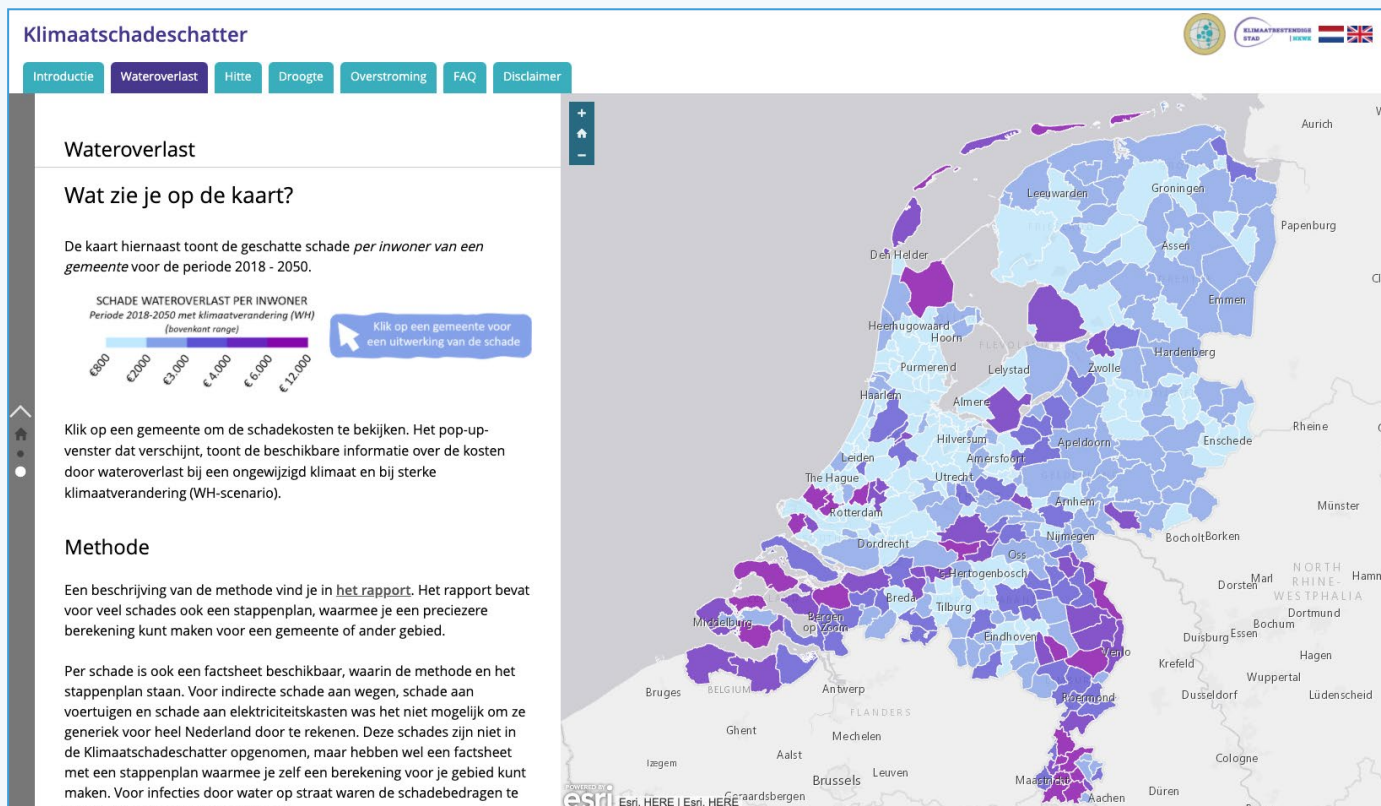 Klimaatschadeschatter
KLIMAATBESTENDIGE
STAD
Introductie
Wateroverlast
Hitte
Droogte
Overstroming
FAQ
Disclaimer
Wateroverlast
Wat zie je op de kaart?
De kaart hiernaast toont de geschatte schade per inwoner van een
gemeente voor de periode 2018 - 2050.
SCHADE WATEROVERLAST PER INWONER
Periode 2018-2050 met klimaatverandering (WH)
(bovenkant range)
€800
€2000
€3.000
€ 4.000
€ 6.000
€ 12.000
Klik op een gemeente voor
een uitwerking van de schade
Klik op een gemeente om de schadekosten te bekijken. Het pop-up-
venster dat verschijnt, toont de beschikbare informatie over de kosten
door wateroverlast bij een ongewijzigd klimaat en bij sterke
klimaatverandering (WH-scenario).
Methode
Een beschrijving van de methode vind je in het rapport. Het rapport bevat
voor veel schades ook een stappenplan, waarmee je een preciezere
berekening kunt maken voor een gemeente of ander gebied.
Per schade is ook een factsheet beschikbaar, waarin de methode en het
stappenplan staan. Voor indirecte schade aan wegen, schade aan
voertuigen en schade aan elektriciteitskasten was het niet mogelijk om ze
generiek voor heel Nederland door te rekenen. Deze schades zijn niet in
de Klimaatschadeschatter opgenomen, maar hebben wel een factsheet
met een stappenplan waarmee je zelf een berekening voor je gebied kunt
maken. Voor infecties door water op straat waren de schadebedragen te
+
−
Aurich
Leeuwarden
Groningen
Papenburg
Assen
Den Helder
Emmen
Heerhugowaard
Hoorn
FLEVOLAND
Hardenberg
Purmerend
Lelystad
Zwolle
Haarlem
Almere
Rheine
Hilversum
Apeldoorn
Enschede
Leiden
Amersfoort
The Hague
Utrecht
Arnhem
Münster
Rotterdam
Nijmegen
Bocholt
Borken
Dordrecht
Oss
's-Hertogenbosch
NORTH
RHINE-
WESTPHALIA
Dorsten
Marl
Hamm
Breda
Tilburg
Dortmund
Middelburg
Bergen
op Zoom
Bochum
Eindhoven
Duisburg
Essen
Venlo
Hagen
Krefeld
Wuppertal
Bruges
BELGIUM
Antwerp
Roermond
Dusseldorf
Lüdenscheid
FLANDERS
Ghent
Mechelen
Aalst
Cologne
Izegem
Leuven
Brussels
Maastricht
Düren
Aachen
Geraardsbergen
POWERED BY
esri
Esri, HERE | Esri, HERE